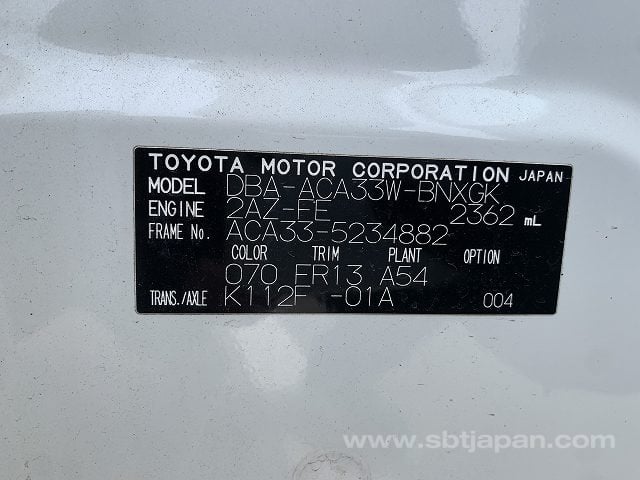 TOYOTA MOTOR CORPORATION JAPAN
MODEL DBA-ACA33W-BNXGK
ENGINE 2AZ-FE 2362 mL
FRAME No. ACA33-5234882
COLOR TRIM PLANT OPTION
070 FR13 A54
TRANS./AXLE K112F -01A 004
www.sbtjapan.com